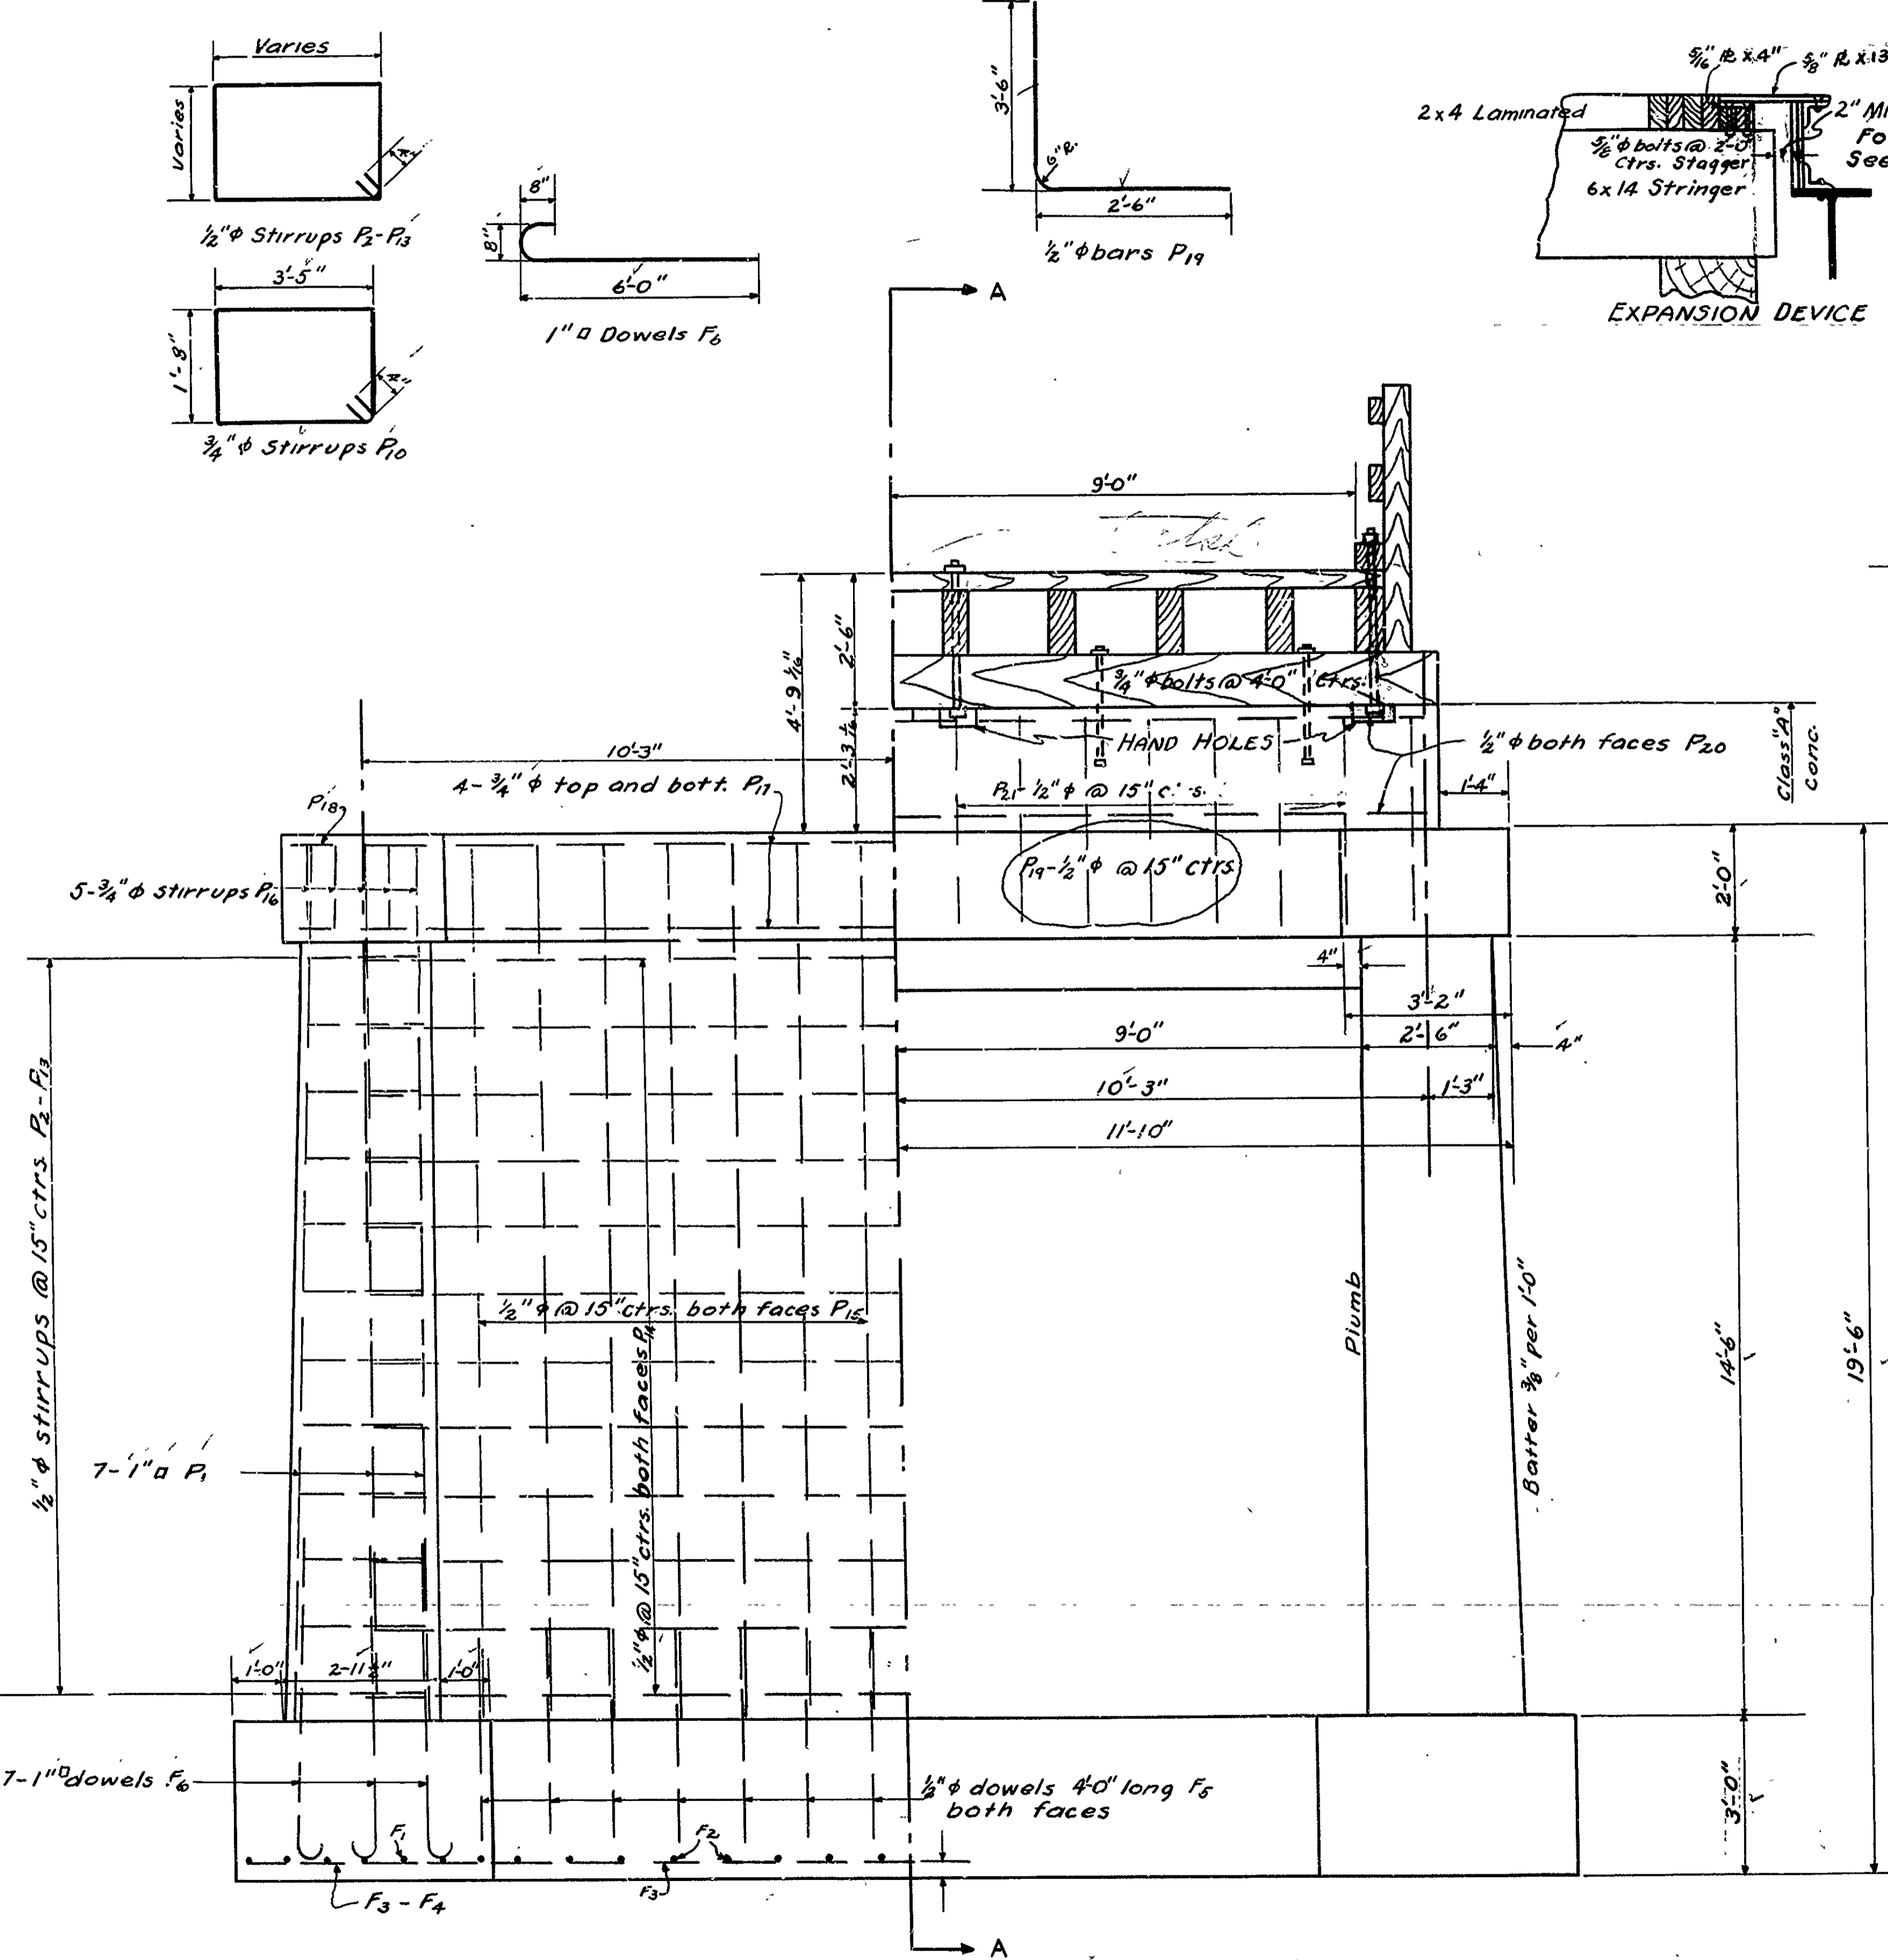 Varies
Varies
½"ϕ Stirrups P2-P13
3'-5"
1'-8"
¾"ϕ Stirrups P10
8"
8"
6'-0"
1"□ Dowels F6
3'-6"
6"R.
2'-6"
½"ϕ bars P19
5/16" ℞ x 4"
5/8" ℞ x 13
2x4 Laminated
2" M
Fo
See
5/8"ϕ bolts @ 2'-0"
Ctrs. Stagger
6x14 Stringer
EXPANSION DEVICE
A
9'-0"
4'-9 1/16"
2'-6"
2'-3 1/16"
¾"ϕ bolts @ 4'-0" Ctrs.
HAND HOLES
½"ϕ both faces P20
Class "A"
conc.
1'-4"
10'-3"
4-¾"ϕ top and bott. P17
P18
P21-½"ϕ @ 15"
P19-½"ϕ @ 15" ctrs.
5-¾"ϕ stirrups P16
2'-0"
4"
3'-2"
9'-0"
2'-6"
4"
10'-3"
1'-3"
11'-10"
½"ϕ stirrups @ 15" ctrs. P2-P13
½"ϕ @ 15" ctrs. both faces P15
½"ϕ @ 15" ctrs. both faces P14
Plumb
Batter 3/8" per 1'-0"
14'-6"
19'-6"
7-1"□ P1
1'-0"
2'-11½"
1'-0"
7-1"□ dowels F6
½"ϕ dowels 4'-0" long F5
both faces
3'-0"
F1
F2
F3
F3-F4
A